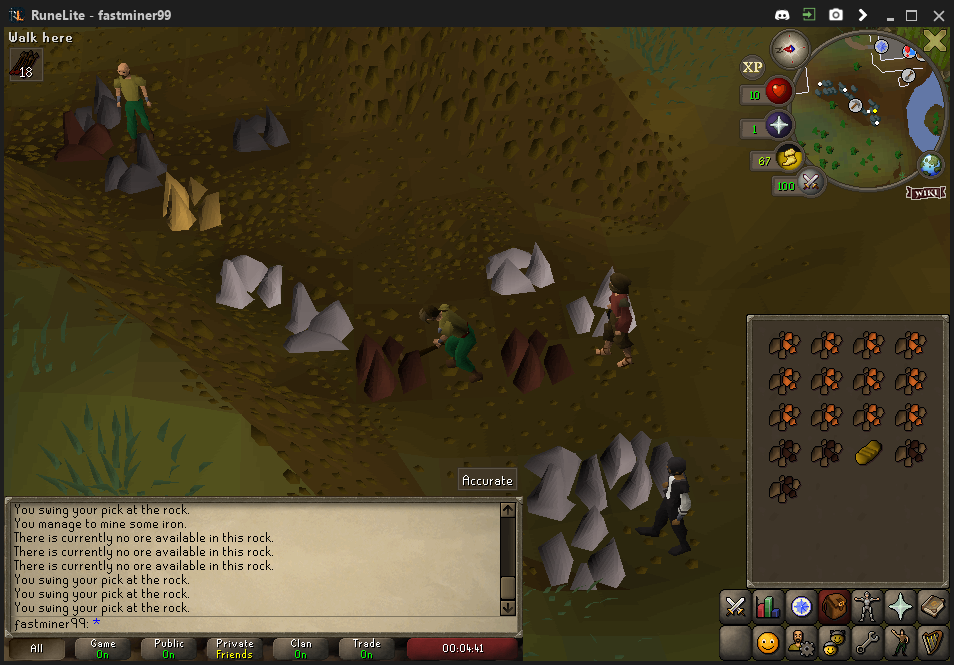 RuneLite - fastminer99
Walk here
18
XP
10
1
67
100
WIKI
Accurate
You swing your pick at the rock.
You manage to mine some iron.
There is currently no ore available in this rock.
There is currently no ore available in this rock.
There is currently no ore available in this rock.
You swing your pick at the rock.
You swing your pick at the rock.
You swing your pick at the rock.
fastminer99: *
All
Game
On
Public
On
Private
Friends
Clan
On
Trade
On
00:04:41